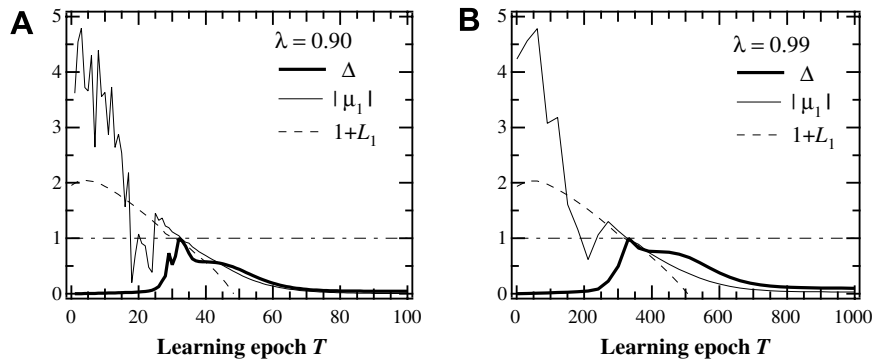 A
λ = 0.90
Δ
| μ1 |
1+L1
5
4
3
2
1
0
0 20 40 60 80 100
Learning epoch T
B
λ = 0.99
Δ
| μ1 |
1+L1
5
4
3
2
1
0
0 200 400 600 800 1000
Learning epoch T